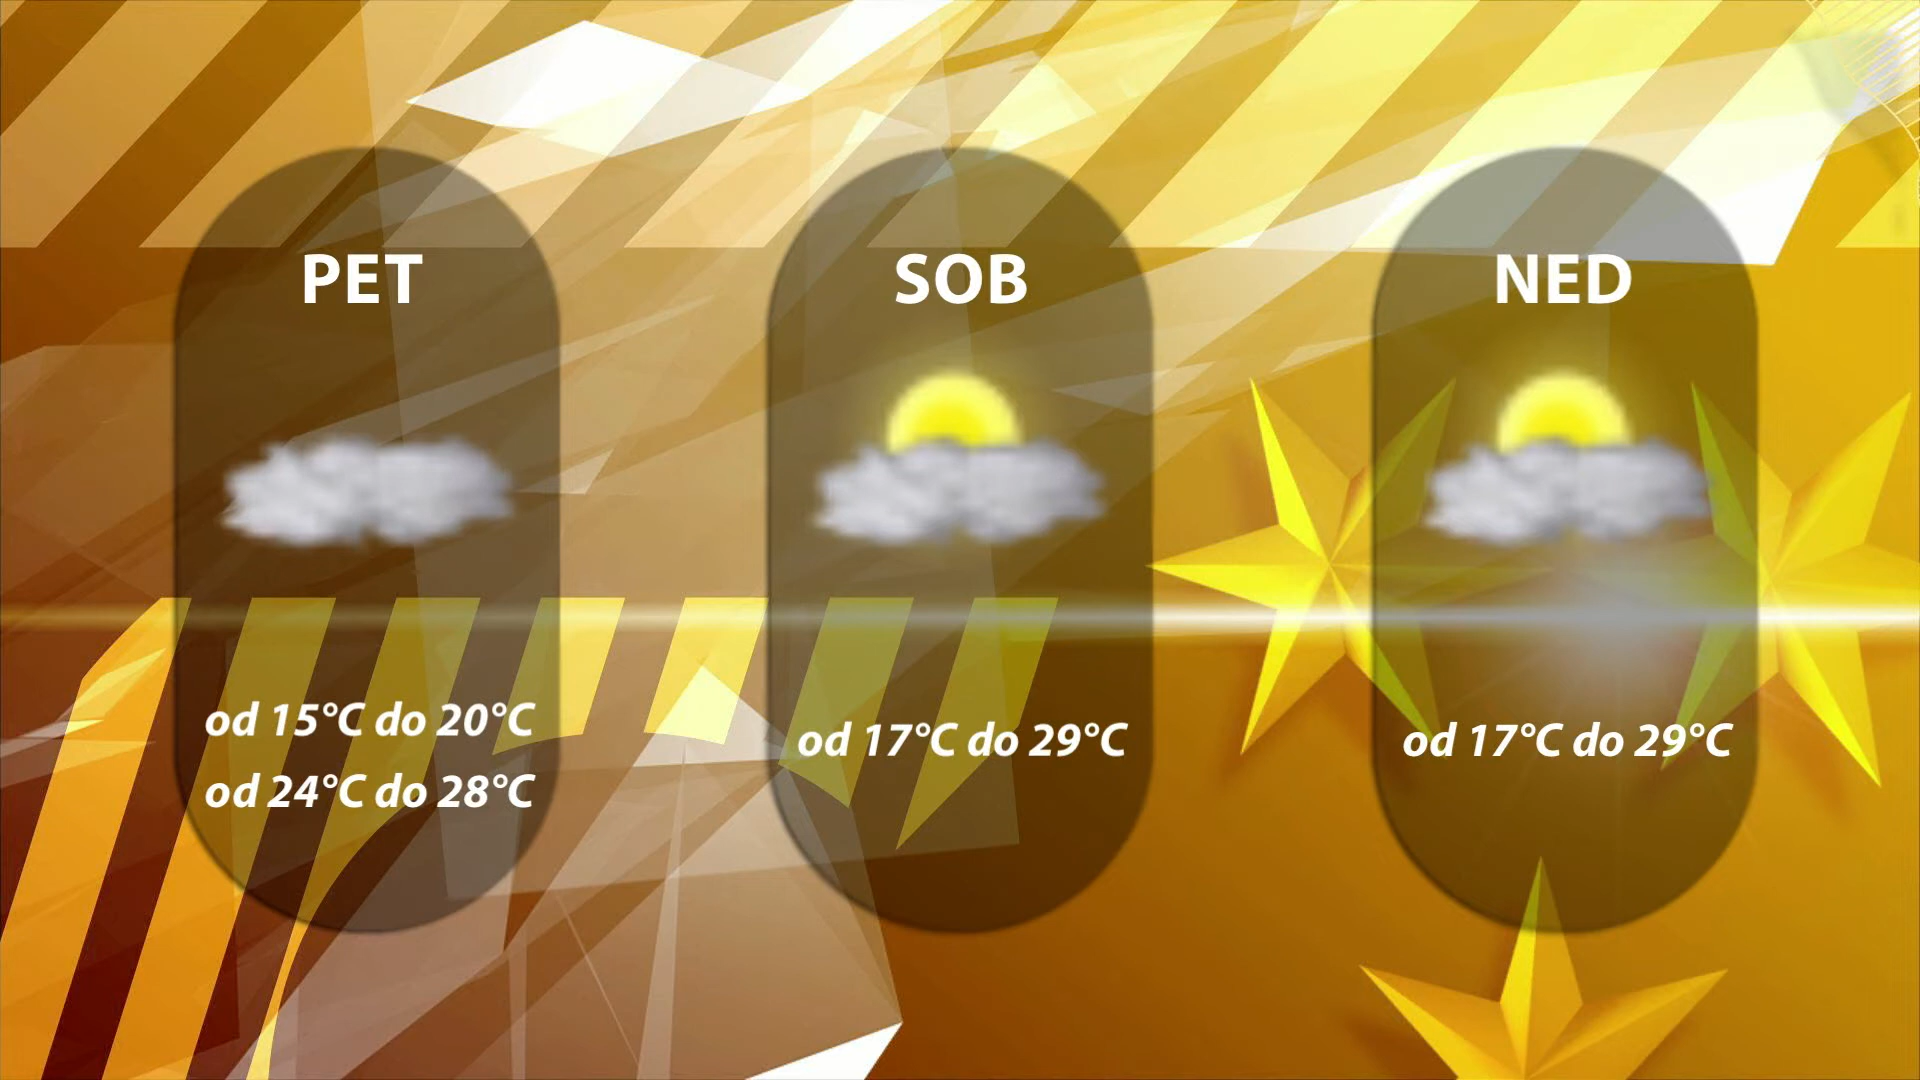 PET
od 15°C do 20°C
od 24°C do 28°C
SOB
od 17°C do 29°C
NED
od 17°C do 29°C